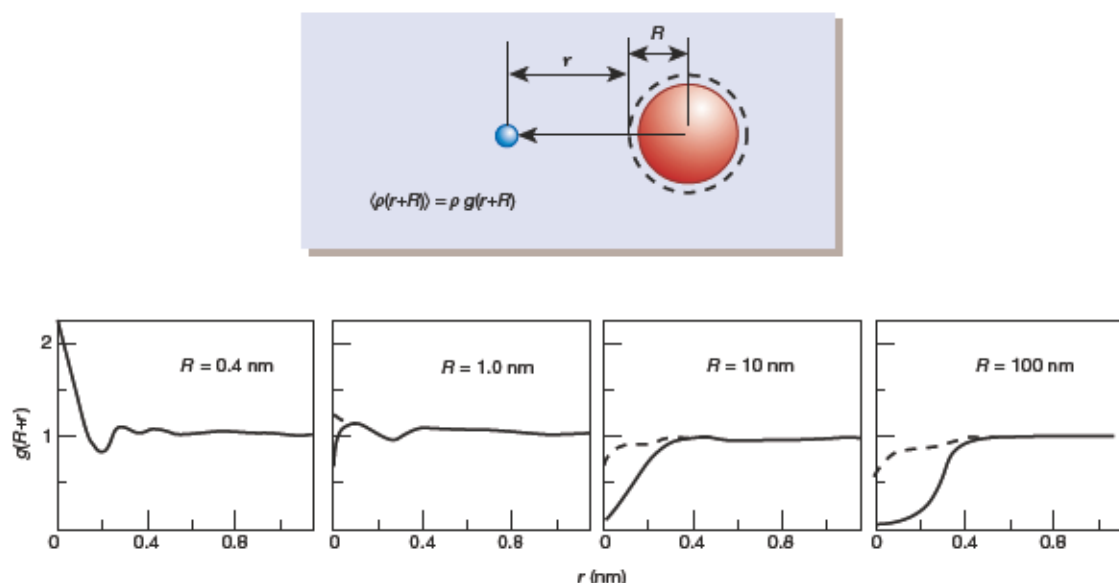 R
r
⟨ρ(r+R)⟩ = ρ g(r+R)
2
1
g(R+r)
R = 0.4 nm
R = 1.0 nm
R = 10 nm
R = 100 nm
0 0.4 0.8 0 0.4 0.8 0 0.4 0.8 0 0.4 0.8
r (nm)